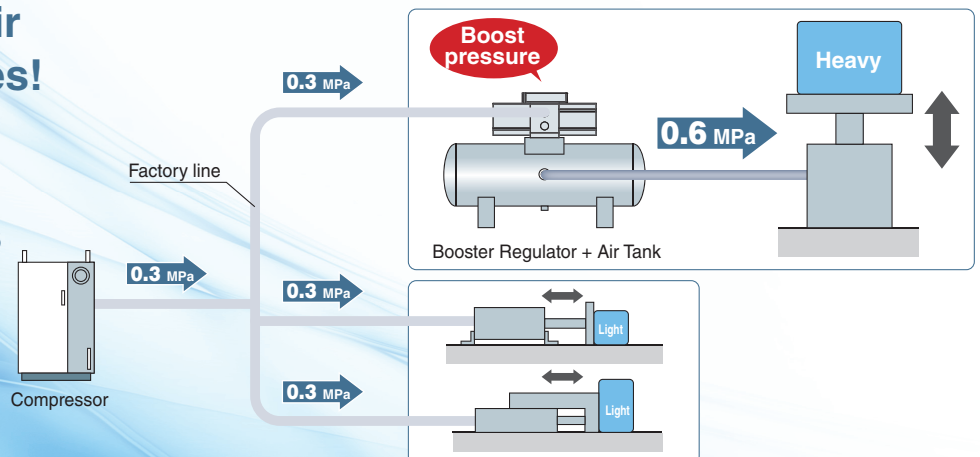 ir
es!
Boost
pressure
0.3 MPa
Heavy
0.6 MPa
Factory line
Booster Regulator + Air Tank
0.3 MPa
0.3 MPa
Light
Compressor
0.3 MPa
Light